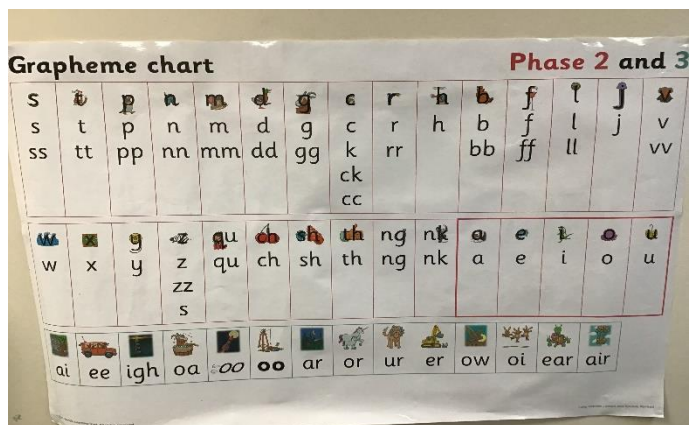 Grapheme chart Phase 2 and 3
s t p n m d g c r h b f l j v
s t p n m d g c r h b f l j v
ss tt pp nn mm dd gg k rr bb ff ll vv
ck
cc
w x y z qu ch sh th ng nk a e i o u
w x y z qu ch sh th ng nk a e i o u
zz
s
ai ee igh oa oo oo ar or ur er ow oi ear air